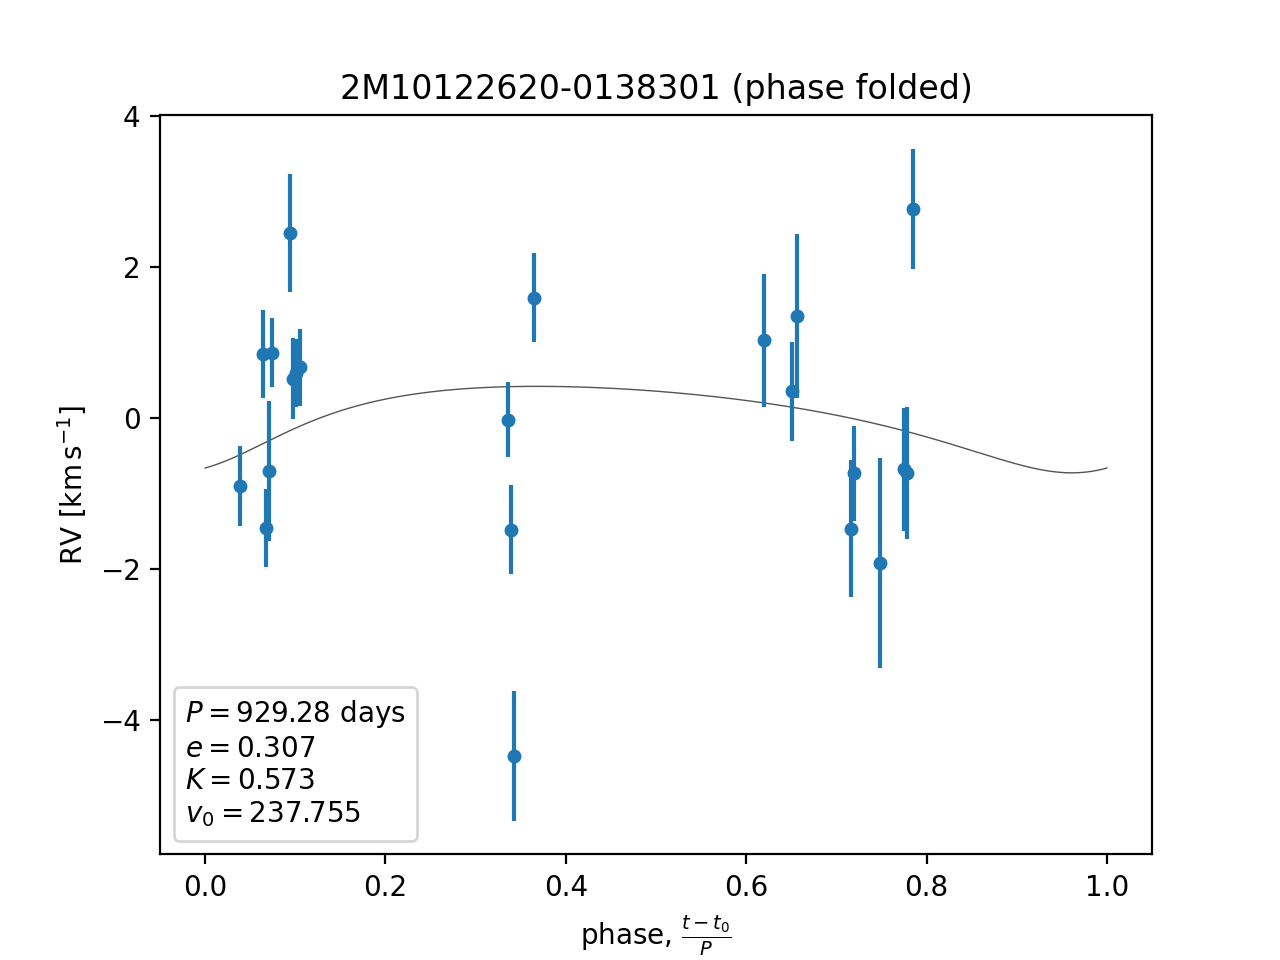 2M10122620-0138301 (phase folded)
4
2
0
−2
−4
RV [km s⁻¹]
P = 929.28 days
e = 0.307
K = 0.573
v₀ = 237.755
0.0 0.2 0.4 0.6 0.8 1.0
phase, (t − t₀)/P